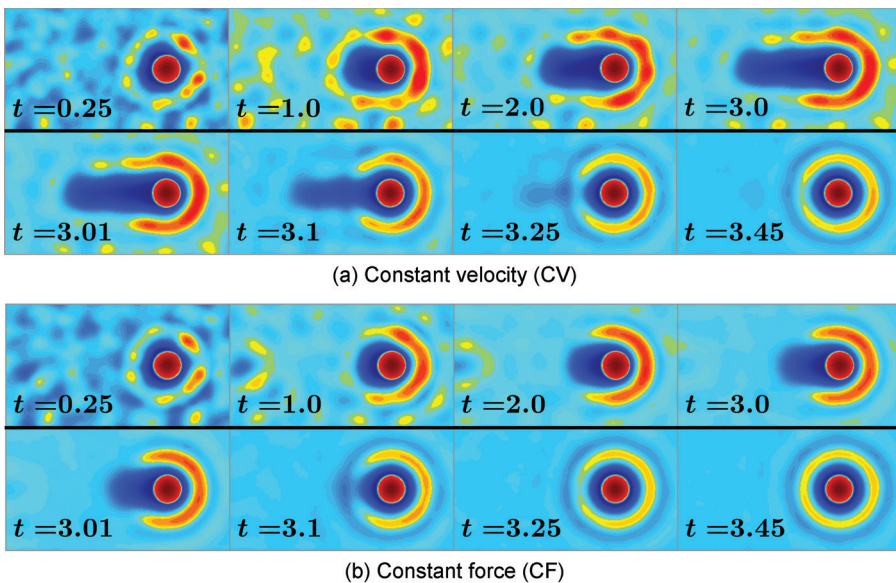 t = 0.25 t = 1.0 t = 2.0 t = 3.0
t = 3.01 t = 3.1 t = 3.25 t = 3.45
(a) Constant velocity (CV)
t = 0.25 t = 1.0 t = 2.0 t = 3.0
t = 3.01 t = 3.1 t = 3.25 t = 3.45
(b) Constant force (CF)